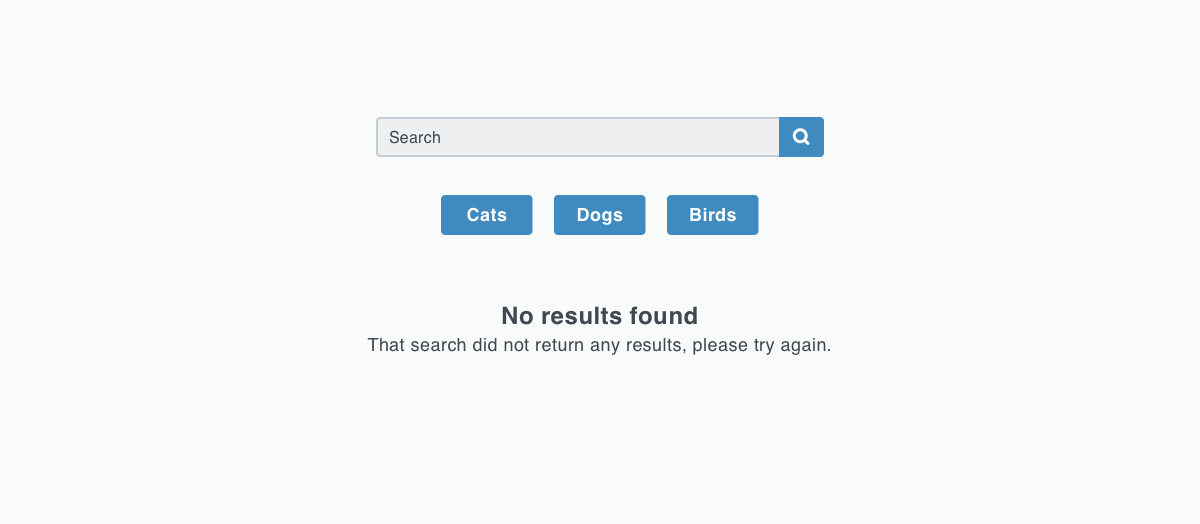 Search
Cats Dogs Birds
No results found
That search did not return any results, please try again.